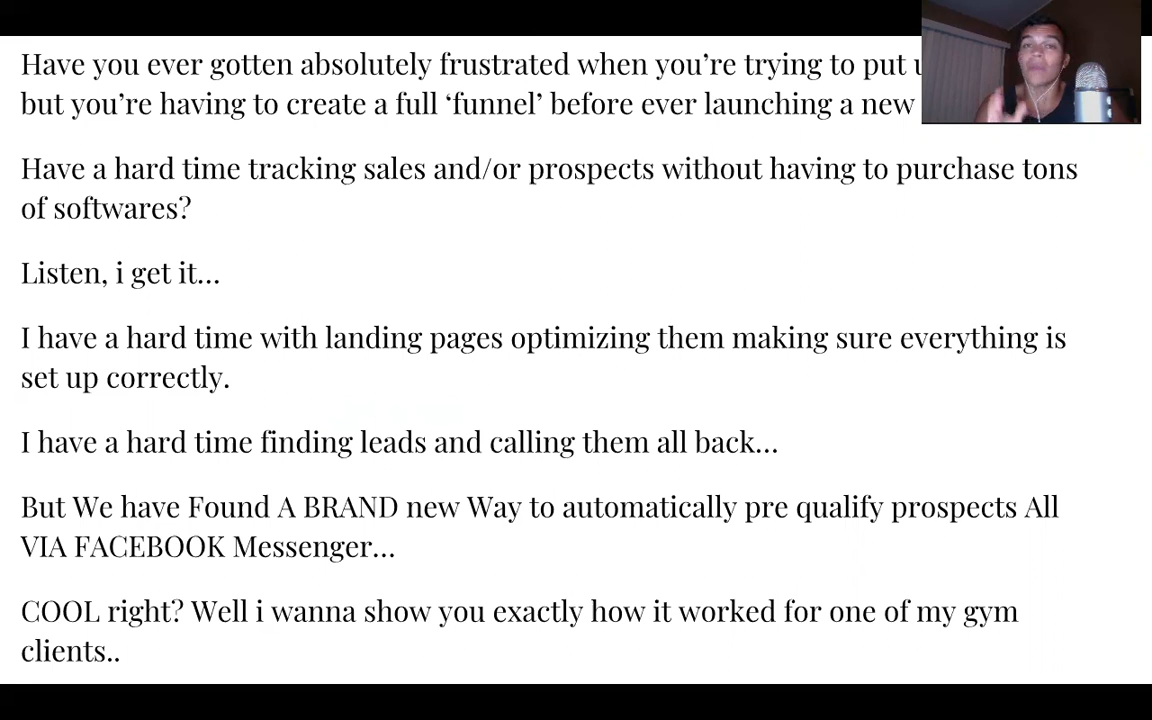 Have you ever gotten absolutely frustrated when you’re trying to put
but you’re having to create a full ‘funnel’ before ever launching a new
Have a hard time tracking sales and/or prospects without having to purchase tons
of softwares?
Listen, i get it...
I have a hard time with landing pages optimizing them making sure everything is
set up correctly.
I have a hard time finding leads and calling them all back...
But We have Found A BRAND new Way to automatically pre qualify prospects All
VIA FACEBOOK Messenger...
COOL right? Well i wanna show you exactly how it worked for one of my gym
clients..